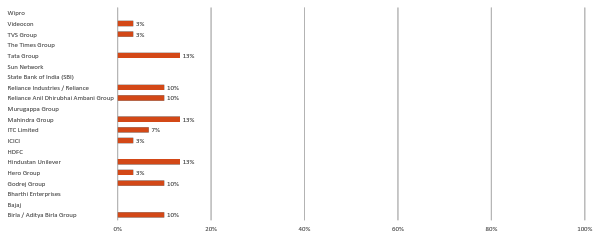 Wipro
Videocon 3%
TVS Group 3%
The Times Group
Tata Group 13%
Sun Network
State Bank of India (SBI)
Reliance Industries / Reliance 10%
Reliance Anil Dhirubhai Ambani Group 10%
Murugappa Group
Mahindra Group 13%
ITC Limited 7%
ICICI 3%
HDFC
Hindustan Unilever 13%
Hero Group 3%
Godrej Group 10%
Bharthi Enterprises
Bajaj
Birla / Aditya Birla Group 10%
0% 20% 40% 60% 80% 100%